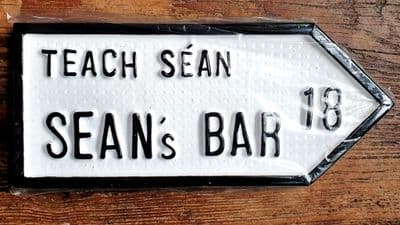 TEACH SÉAN
SEAN's BAR 18